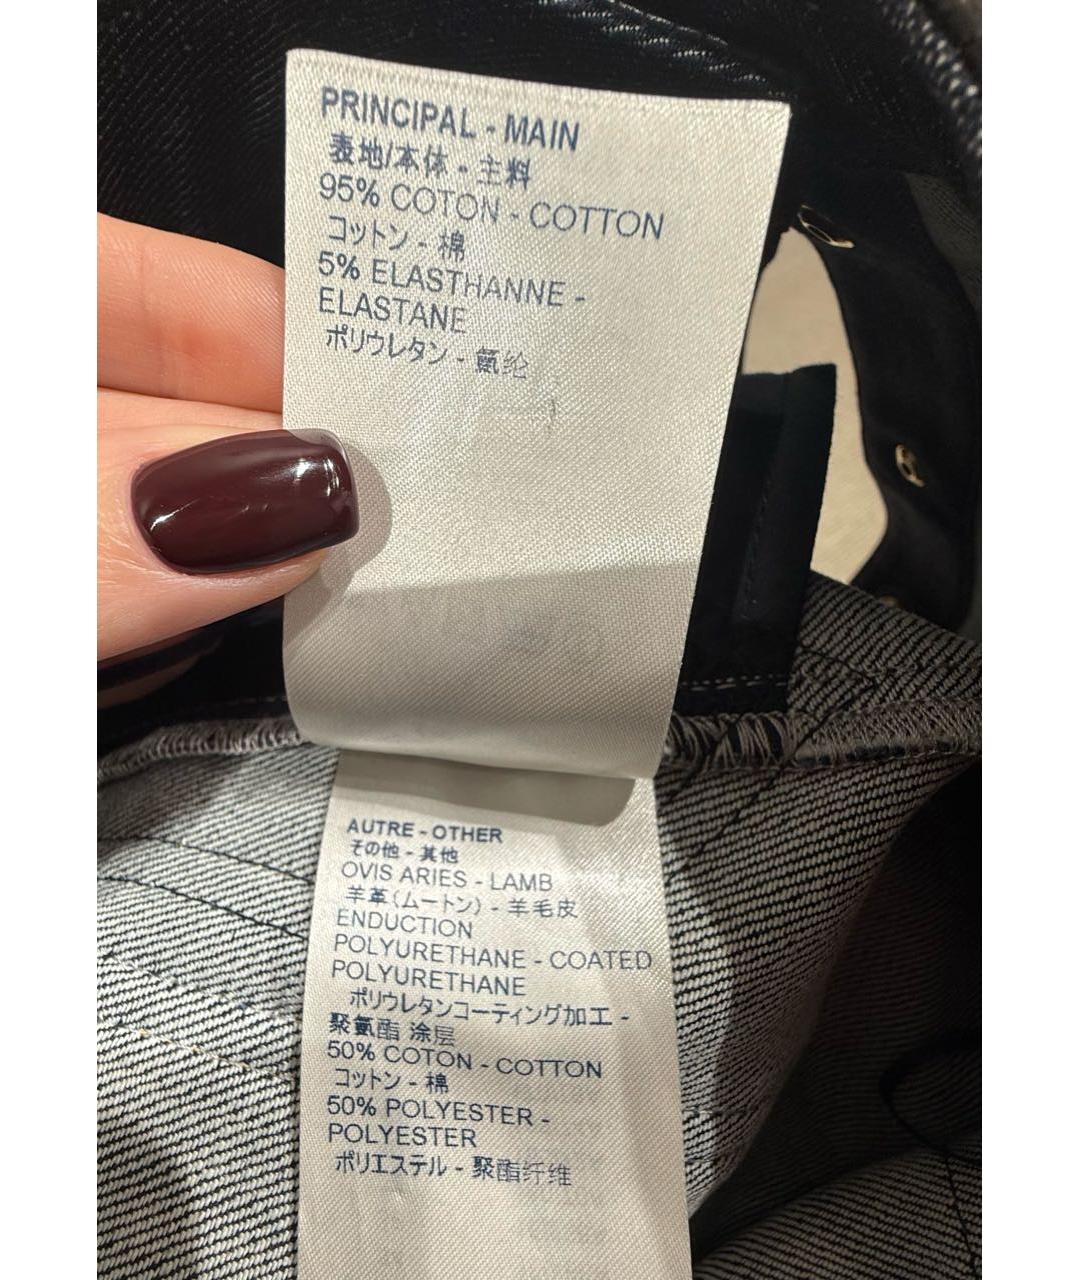 PRINCIPAL - MAIN
表地/本体 - 主料
95% COTON - COTTON
コットン - 棉
5% ELASTHANNE -
ELASTANE
ポリウレタン - 氨纶
AUTRE - OTHER
その他 - 其他
OVIS ARIES - LAMB
羊革(ムートン) - 羊毛皮
ENDUCTION
POLYURETHANE - COATED
POLYURETHANE
ポリウレタンコーティング加工 -
聚氨酯 涂层
50% COTON - COTTON
コットン - 棉
50% POLYESTER -
POLYESTER
ポリエステル - 聚酯纤维